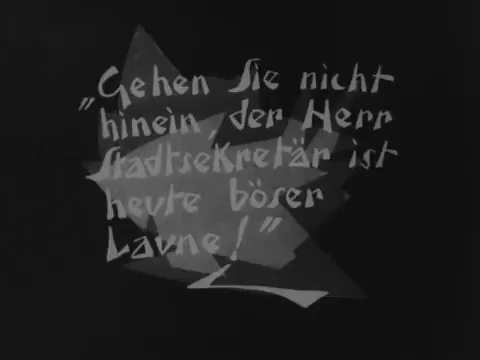 „Gehen Sie nicht
hinein, der Herr
Stadtsekretär ist
heute böser
Laune!”